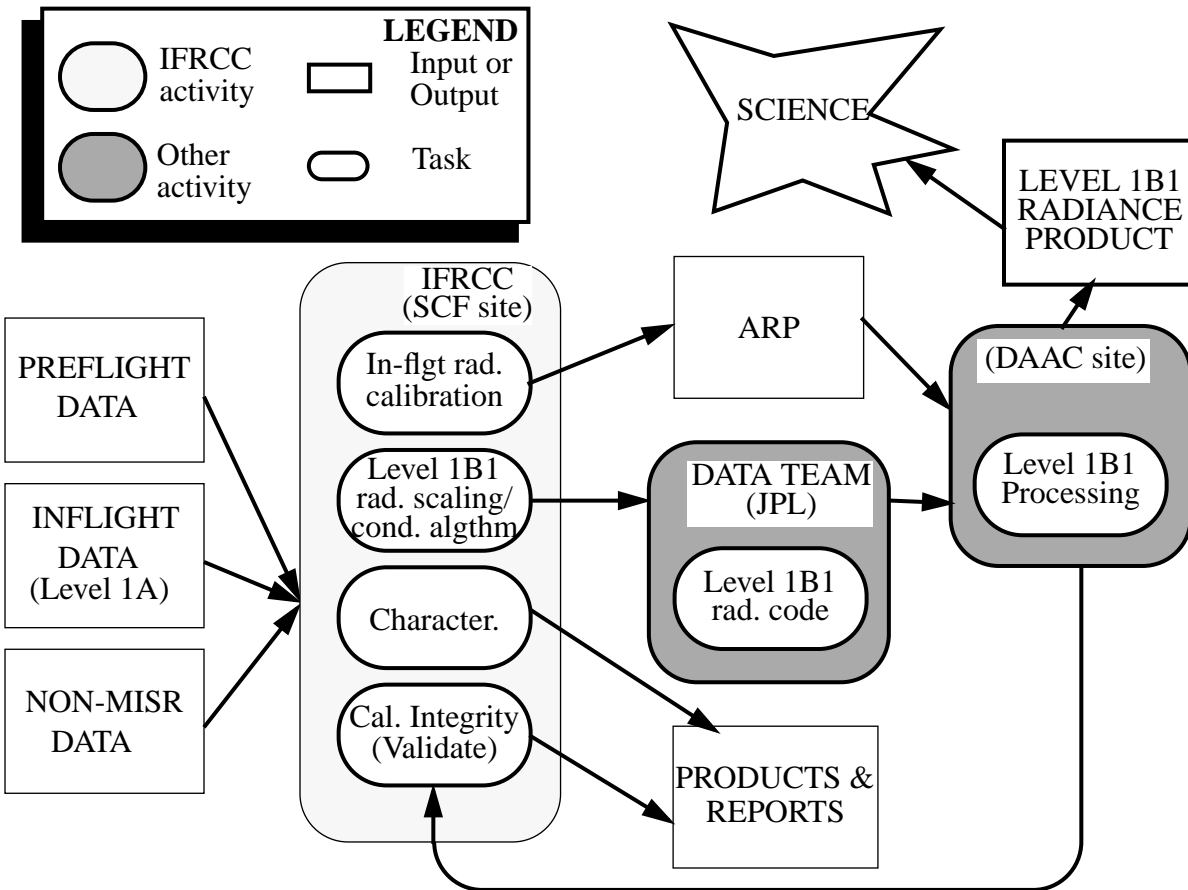 LEGEND
IFRCC
activity
Input or
Output
Other
activity
Task
SCIENCE
LEVEL 1B1
RADIANCE
PRODUCT
PREFLIGHT
DATA
INFLIGHT
DATA
(Level 1A)
NON-MISR
DATA
IFRCC
(SCF site)
In-flgt rad.
calibration
Level 1B1
rad. scaling/
cond. algthm
Character.
Cal. Integrity
(Validate)
ARP
DATA TEAM
(JPL)
Level 1B1
rad. code
PRODUCTS &
REPORTS
(DAAC site)
Level 1B1
Processing